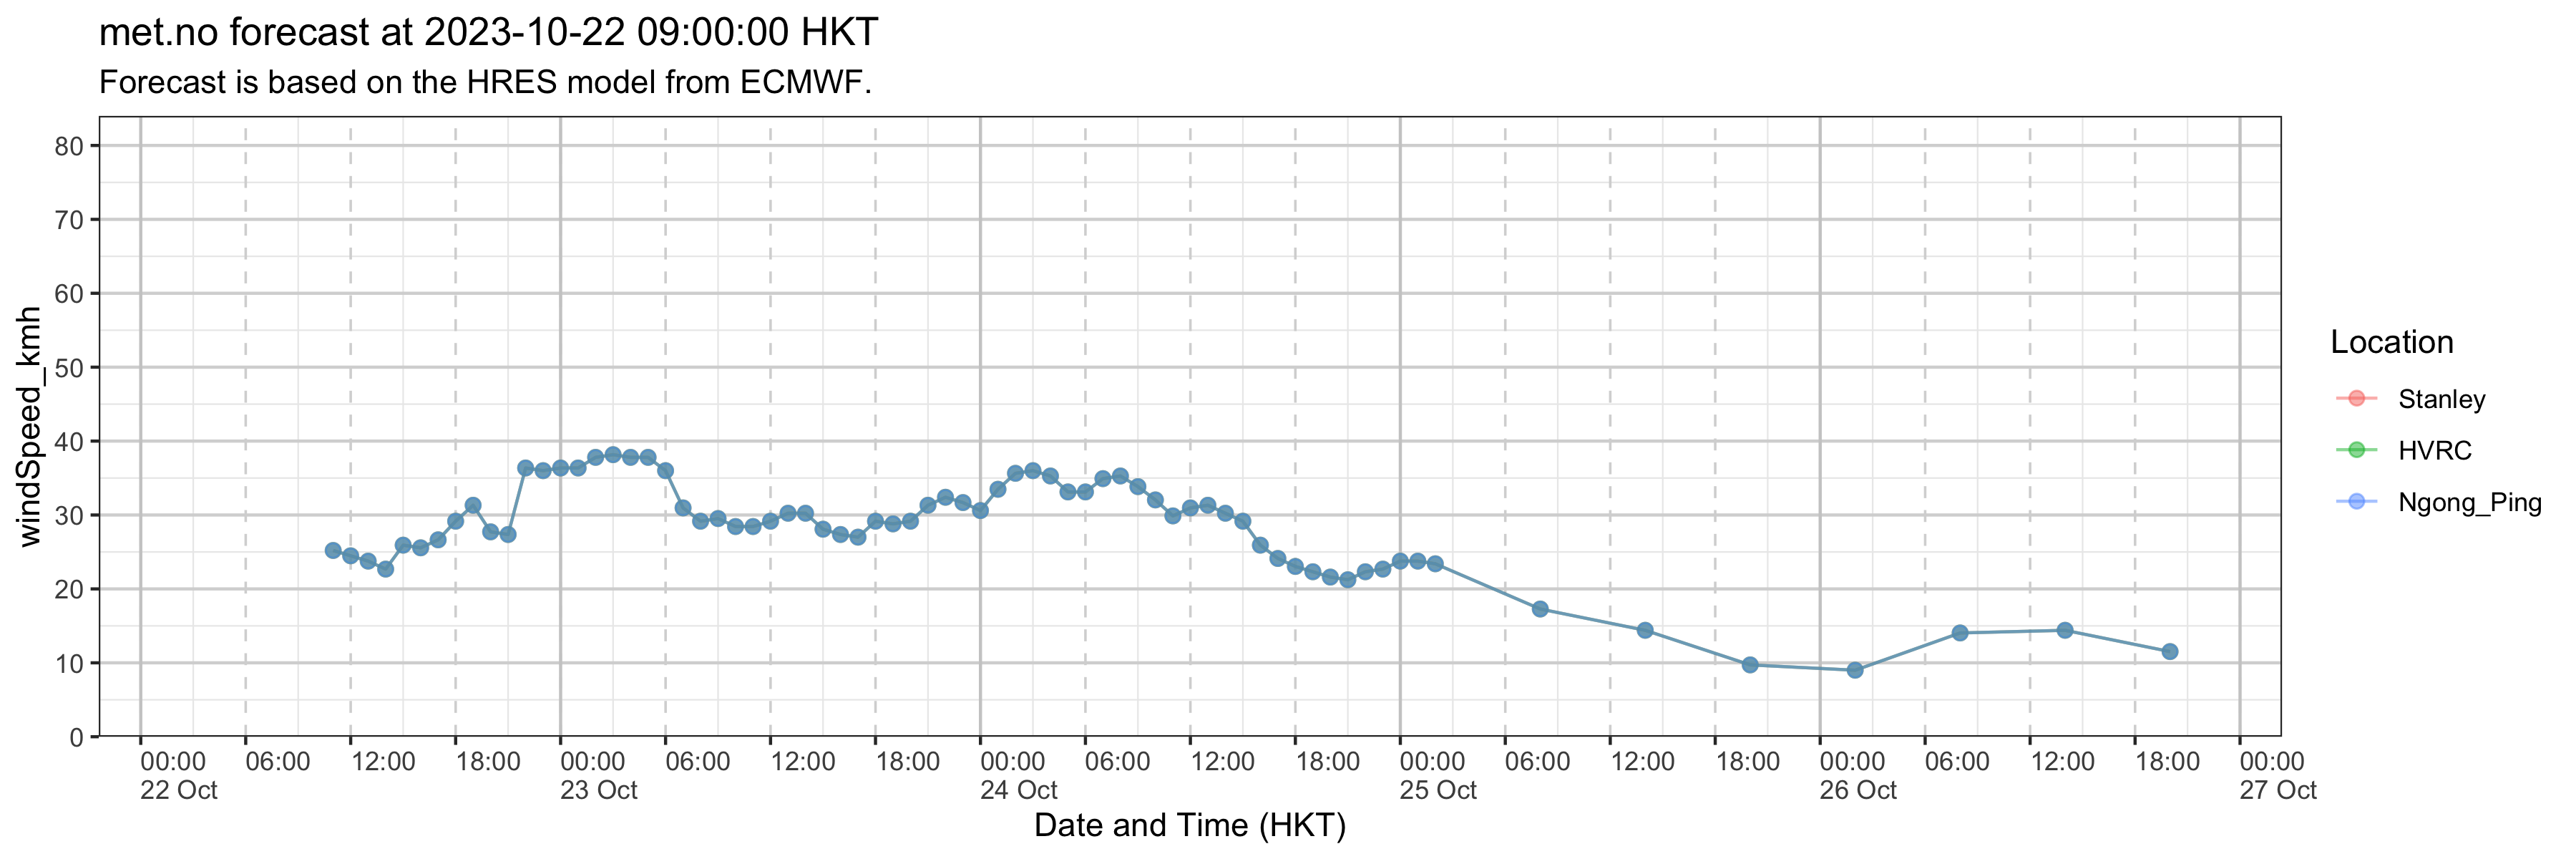 met.no forecast at 2023-10-22 09:00:00 HKT
Forecast is based on the HRES model from ECMWF.
windSpeed_kmh
80
70
60
50
40
30
20
10
0
00:00 06:00 12:00 18:00 00:00 06:00 12:00 18:00 00:00 06:00 12:00 18:00 00:00 06:00 12:00 18:00 00:00 06:00 12:00 18:00 00:00
22 Oct 23 Oct 24 Oct 25 Oct 26 Oct 27 Oct
Date and Time (HKT)
Location
Stanley
HVRC
Ngong_Ping